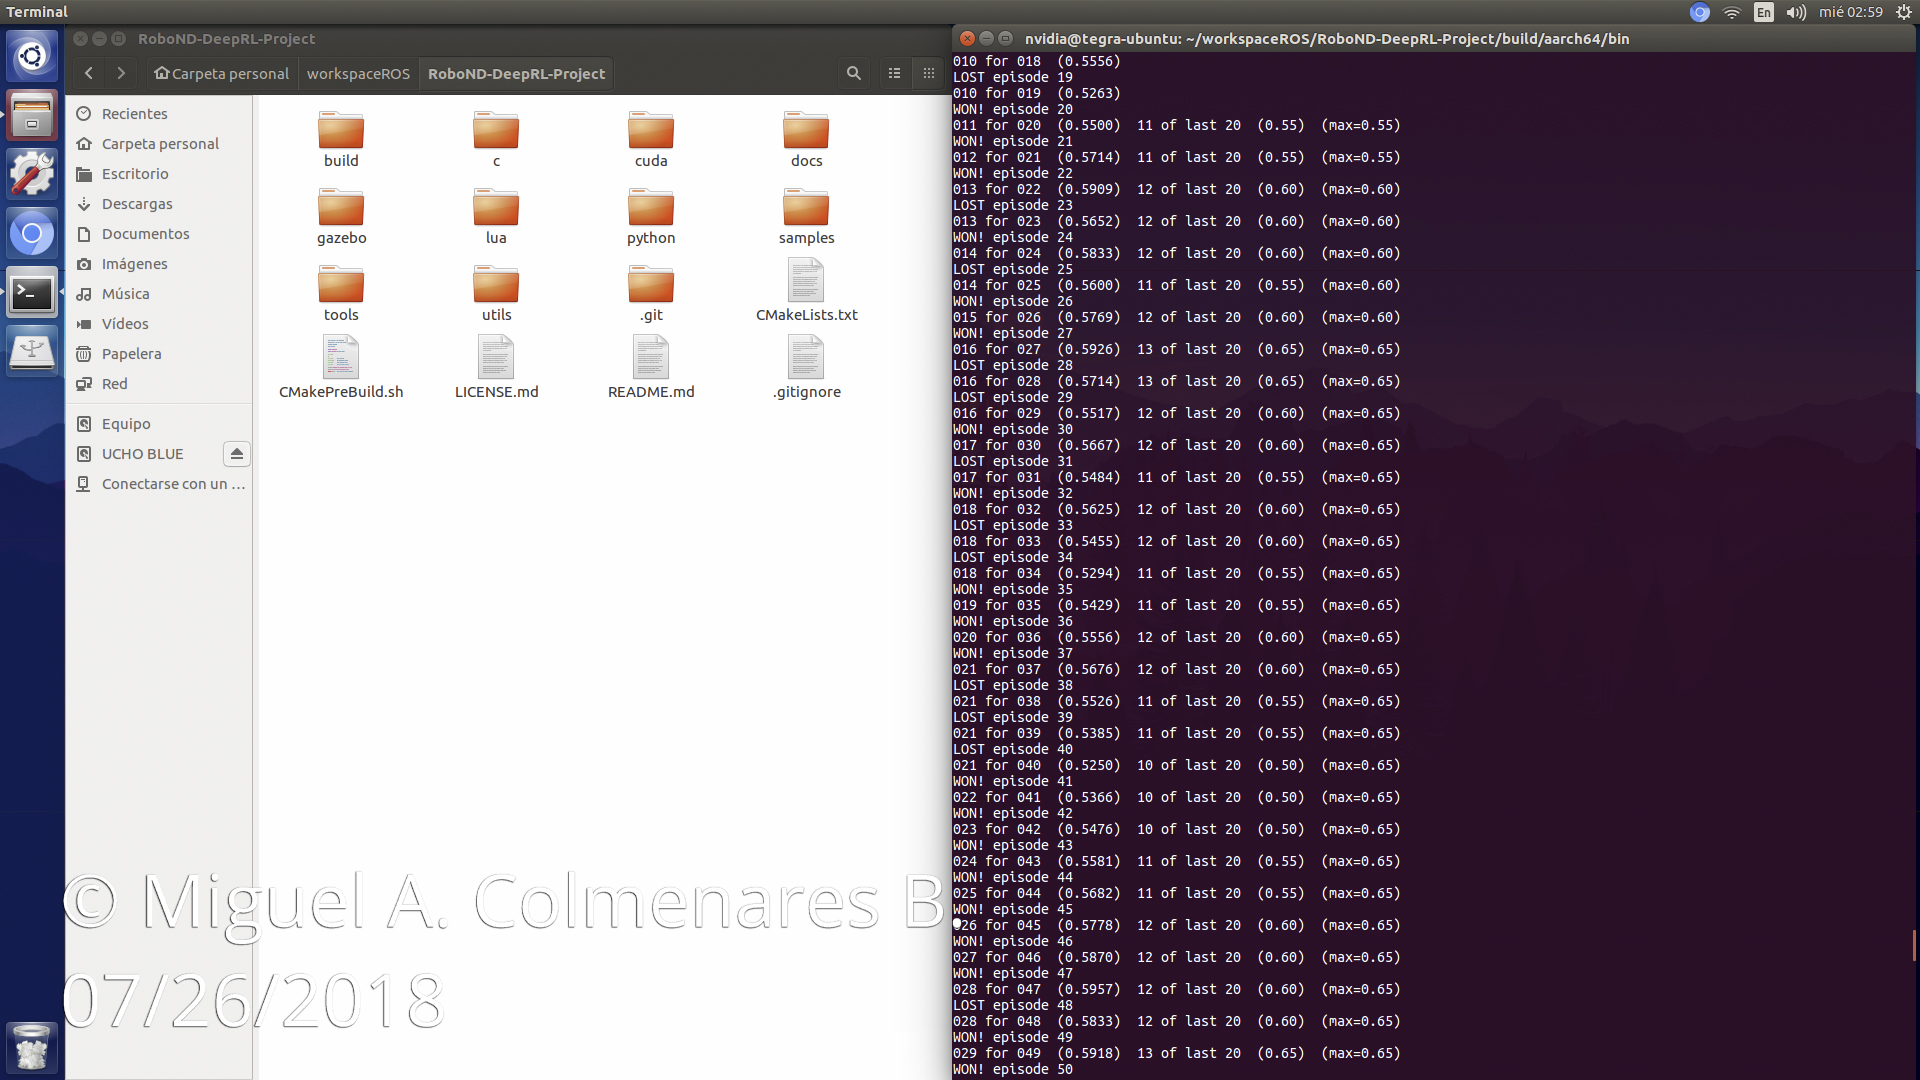 Terminal
En
mié 02:59
RoboND-DeepRL-Project
Carpeta personal
workspaceROS
RoboND-DeepRL-Project
Recientes
Carpeta personal
Escritorio
Descargas
Documentos
Imágenes
Música
Vídeos
Papelera
Red
Equipo
UCHO BLUE
Conectarse con un ...
build
c
cuda
docs
gazebo
lua
python
samples
tools
utils
.git
CMakeLists.txt
CMakePreBuild.sh
LICENSE.md
README.md
.gitignore
nvidia@tegra-ubuntu: ~/workspaceROS/RoboND-DeepRL-Project/build/aarch64/bin
010 for 018  (0.5556)
LOST episode 19
010 for 019  (0.5263)
WON! episode 20
011 for 020  (0.5500)  11 of last 20  (0.55)  (max=0.55)
WON! episode 21
012 for 021  (0.5714)  11 of last 20  (0.55)  (max=0.55)
WON! episode 22
013 for 022  (0.5909)  12 of last 20  (0.60)  (max=0.60)
LOST episode 23
013 for 023  (0.5652)  12 of last 20  (0.60)  (max=0.60)
WON! episode 24
014 for 024  (0.5833)  12 of last 20  (0.60)  (max=0.60)
LOST episode 25
014 for 025  (0.5600)  11 of last 20  (0.55)  (max=0.60)
WON! episode 26
015 for 026  (0.5769)  12 of last 20  (0.60)  (max=0.60)
WON! episode 27
016 for 027  (0.5926)  13 of last 20  (0.65)  (max=0.65)
LOST episode 28
016 for 028  (0.5714)  13 of last 20  (0.65)  (max=0.65)
LOST episode 29
016 for 029  (0.5517)  12 of last 20  (0.60)  (max=0.65)
WON! episode 30
017 for 030  (0.5667)  12 of last 20  (0.60)  (max=0.65)
LOST episode 31
017 for 031  (0.5484)  11 of last 20  (0.55)  (max=0.65)
WON! episode 32
018 for 032  (0.5625)  12 of last 20  (0.60)  (max=0.65)
LOST episode 33
018 for 033  (0.5455)  12 of last 20  (0.60)  (max=0.65)
LOST episode 34
018 for 034  (0.5294)  11 of last 20  (0.55)  (max=0.65)
WON! episode 35
019 for 035  (0.5429)  11 of last 20  (0.55)  (max=0.65)
WON! episode 36
020 for 036  (0.5556)  12 of last 20  (0.60)  (max=0.65)
WON! episode 37
021 for 037  (0.5676)  12 of last 20  (0.60)  (max=0.65)
LOST episode 38
021 for 038  (0.5526)  11 of last 20  (0.55)  (max=0.65)
LOST episode 39
021 for 039  (0.5385)  11 of last 20  (0.55)  (max=0.65)
LOST episode 40
021 for 040  (0.5250)  10 of last 20  (0.50)  (max=0.65)
WON! episode 41
022 for 041  (0.5366)  10 of last 20  (0.50)  (max=0.65)
WON! episode 42
023 for 042  (0.5476)  10 of last 20  (0.50)  (max=0.65)
WON! episode 43
024 for 043  (0.5581)  11 of last 20  (0.55)  (max=0.65)
WON! episode 44
025 for 044  (0.5682)  11 of last 20  (0.55)  (max=0.65)
WON! episode 45
026 for 045  (0.5778)  12 of last 20  (0.60)  (max=0.65)
WON! episode 46
027 for 046  (0.5870)  12 of last 20  (0.60)  (max=0.65)
WON! episode 47
028 for 047  (0.5957)  12 of last 20  (0.60)  (max=0.65)
LOST episode 48
028 for 048  (0.5833)  12 of last 20  (0.60)  (max=0.65)
WON! episode 49
029 for 049  (0.5918)  13 of last 20  (0.65)  (max=0.65)
WON! episode 50
© Miguel A. Colmenares B.
07/26/2018